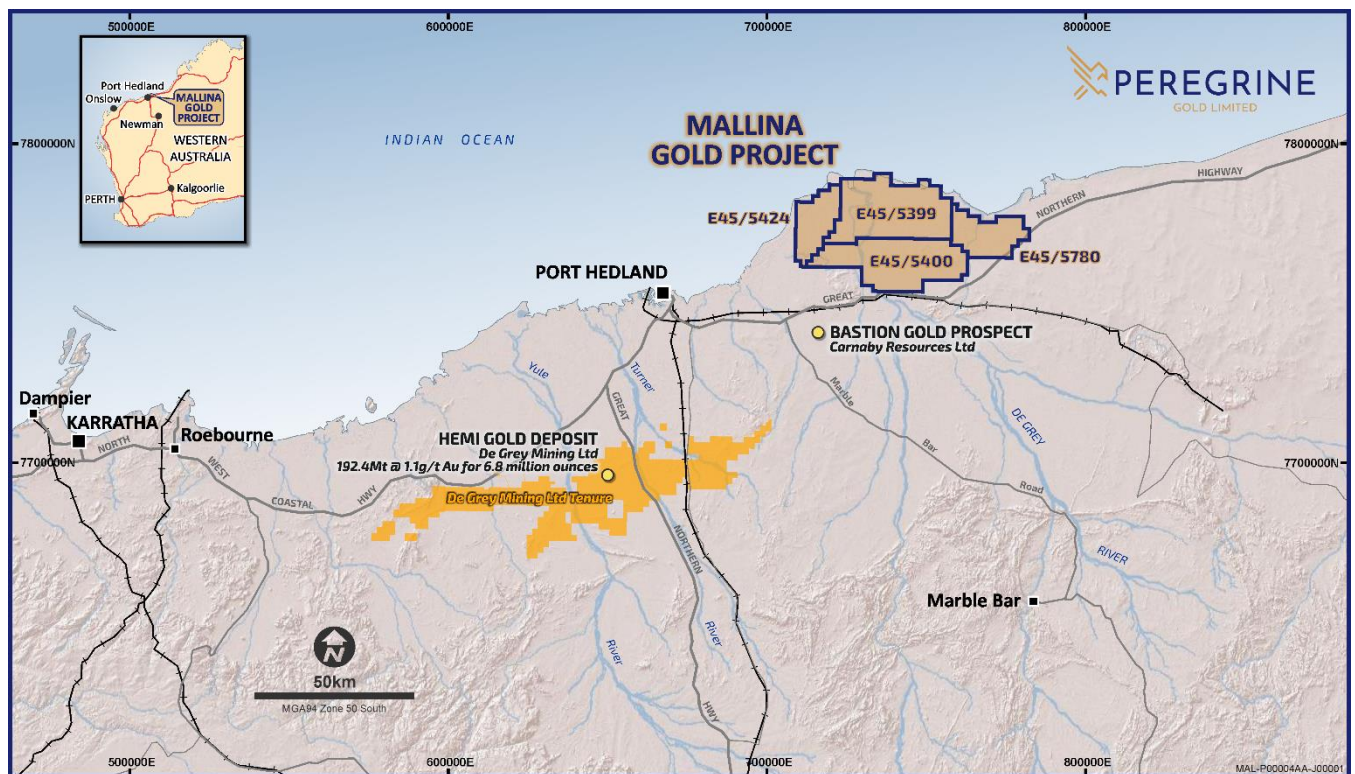 500000E
600000E
700000E
800000E
Port Hedland
Onslow
MALLINA
GOLD
PROJECT
Newman
WESTERN
AUSTRALIA
Kalgoorlie
PERTH
PEREGRINE
GOLD LIMITED
INDIAN OCEAN
MALLINA
GOLD PROJECT
7800000N
7800000N
HIGHWAY
NORTHERN
E45/5424
E45/5399
E45/5400
E45/5780
PORT HEDLAND
GREAT
BASTION GOLD PROSPECT
Carnaby Resources Ltd
Yule
Turner
Marble
Dampier
KARRATHA
Roebourne
GREAT
DE GREY
NORTH
WEST
COASTAL
HWY
Bar
Road
HEMI GOLD DEPOSIT
De Grey Mining Ltd
192.4Mt @ 1.1g/t Au for 6.8 million ounces
7700000N
7700000N
De Grey Mining Ltd Tenure
NORTHERN
RIVER
Marble Bar
River
River
HWY
N
50km
MGA94 Zone 50 South
500000E
600000E
700000E
800000E
MAL-P00004AA-J00001